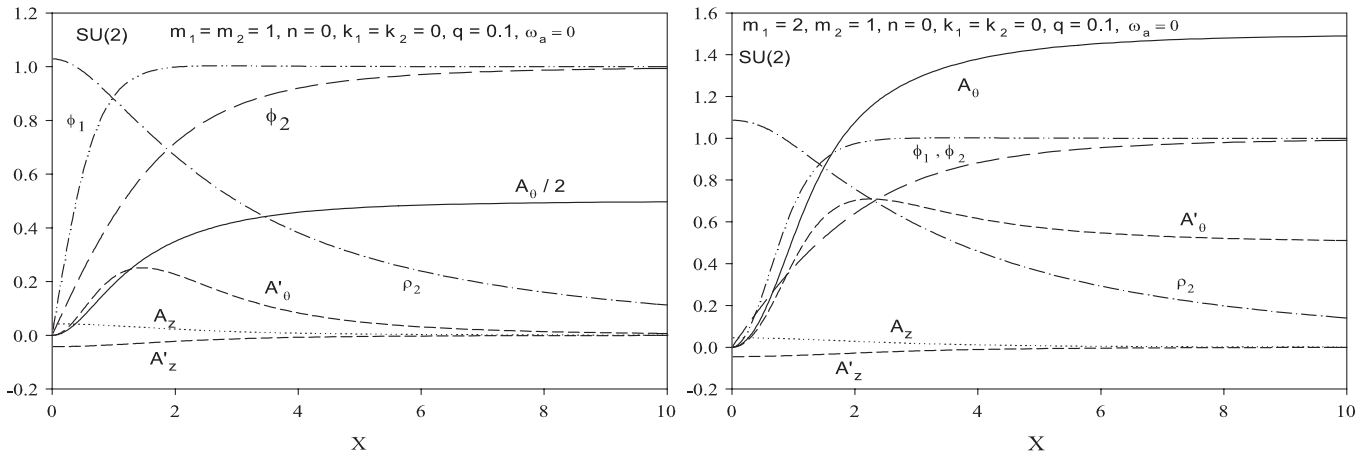 1.2
SU(2)
m₁ = m₂ = 1, n = 0, k₁ = k₂ = 0, q = 0.1, ωₐ = 0
1.0
ϕ₁
ϕ₂
0.8
0.6
A_θ / 2
0.4
A'_θ
ρ₂
0.2
A_z
0.0
A'_z
-0.2
0 2 4 6 8 10
X
1.6
m₁ = 2, m₂ = 1, n = 0, k₁ = k₂ = 0, q = 0.1, ωₐ = 0
SU(2)
1.4
A_θ
1.2
1.0
ϕ₁ , ϕ₂
0.8
0.6
A'_θ
0.4
ρ₂
0.2
A_z
0.0
A'_z
-0.2
0 2 4 6 8 10
X